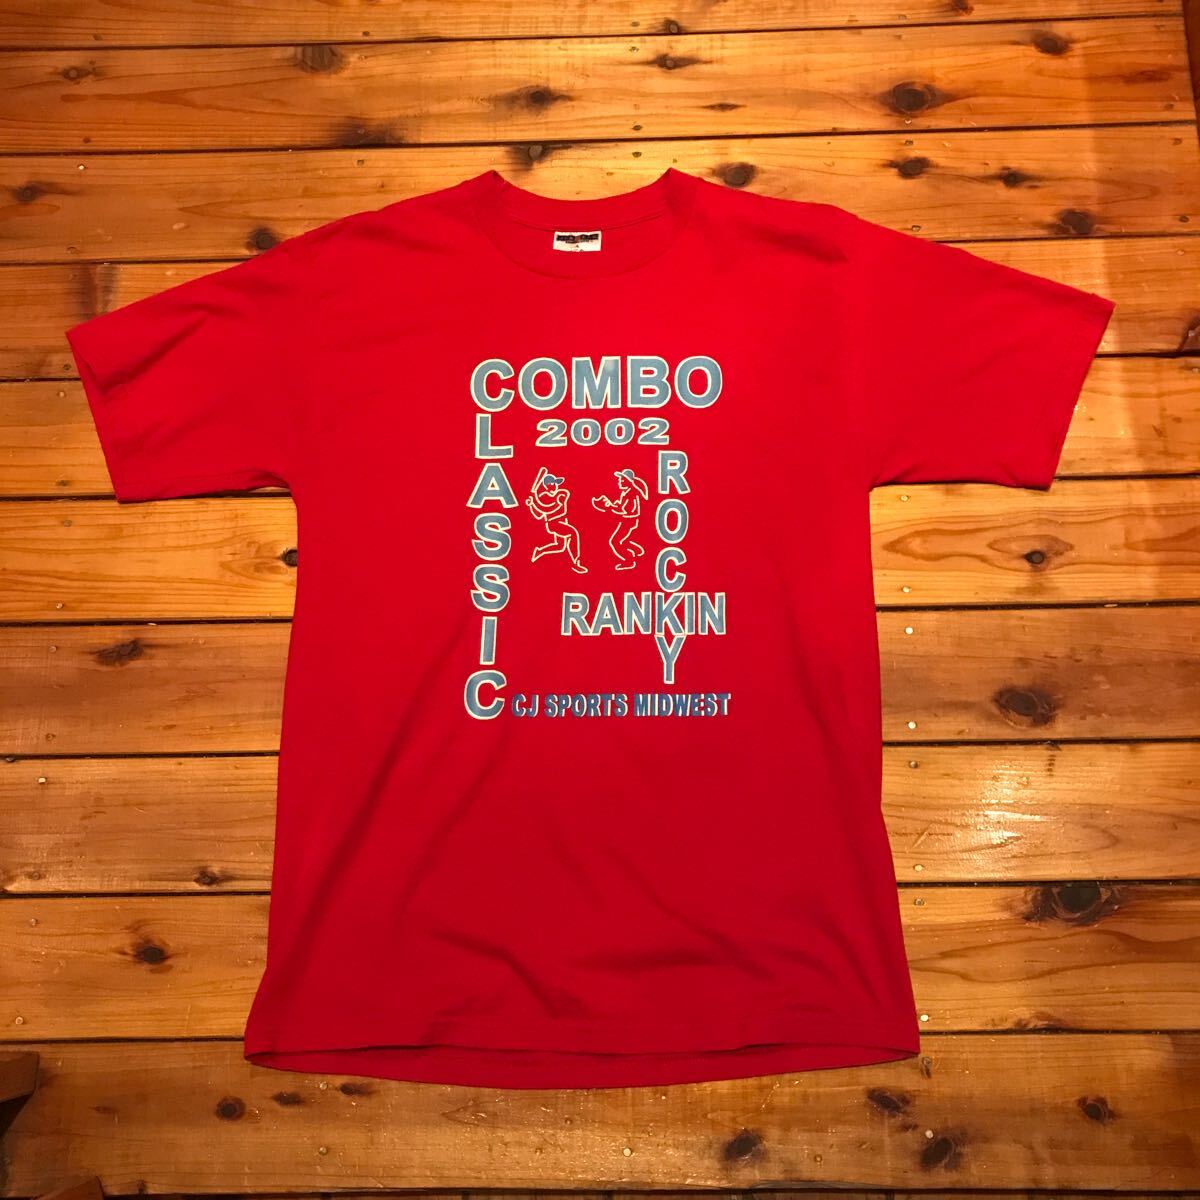 COMBO
CLASSIC
2002
ROCKY
RANKIN
CJ SPORTS MIDWEST